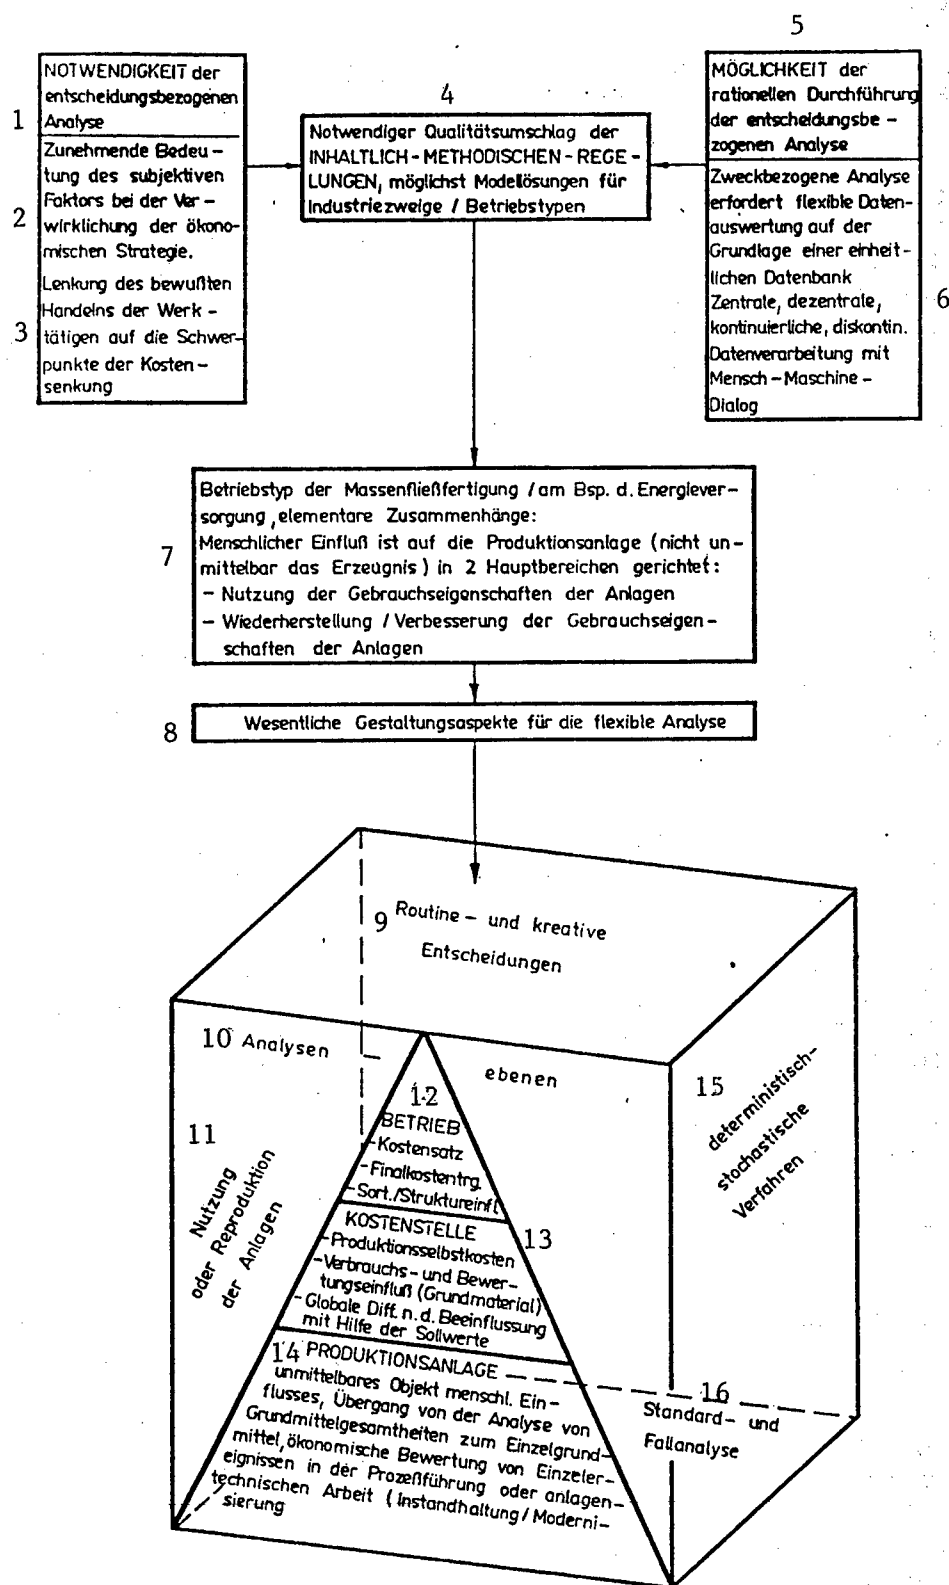 5
NOTWENDIGKEIT der
entscheidungsbezogenen
Analyse
1
Zunehmende Bedeu-
tung des subjektiven
Faktors bei der Ver-
wirklichung der ökono-
mischen Strategie.
2
Lenkung des bewußten
Handelns der Werk-
tätigen auf die Schwer-
punkte der Kosten-
senkung
3
4
Notwendiger Qualitätsumschlag der
INHALTLICH-METHODISCHEN-REGE-
LUNGEN, möglichst Modellösungen für
Industriezweige / Betriebstypen
MÖGLICHKEIT der
rationellen Durchführung
der entscheidungsbe-
zogenen Analyse
Zweckbezogene Analyse
erfordert flexible Daten-
auswertung auf der
Grundlage einer einheit-
lichen Datenbank
Zentrale, dezentrale,
kontinuierliche, diskontin.
Datenverarbeitung mit
Mensch-Maschine-
Dialog
6
7
Betriebstyp der Massenfließfertigung / am Bsp. d. Energiever-
sorgung, elementare Zusammenhänge:
Menschlicher Einfluß ist auf die Produktionsanlage (nicht un-
mittelbar das Erzeugnis) in 2 Hauptbereichen gerichtet:
- Nutzung der Gebrauchseigenschaften der Anlagen
- Wiederherstellung / Verbesserung der Gebrauchseigen-
schaften der Anlagen
8
Wesentliche Gestaltungsaspekte für die flexible Analyse
9
Routine- und kreative
Entscheidungen
10 Analysen
ebenen
11
Nutzung
oder Reproduktion
der Anlagen
12
BETRIEB
-Kostensatz
-Finalkostentrg.
-Sort./Struktureinfl.
13
KOSTENSTELLE
-Produktionsselbstkosten
-Verbrauchs- und Bewer-
tungseinfluß (Grundmaterial)
-Globale Diff. n. d. Beeinflussung
mit Hilfe der Sollwerte
14 PRODUKTIONSANLAGE
unmittelbares Objekt menschl. Ein-
flusses, Übergang von der Analyse von
Grundmittelgesamtheiten zum Einzelgrund-
mittel, ökonomische Bewertung von Einzeler-
eignissen in der Prozeßführung oder anlagen-
technischen Arbeit (Instandhaltung/Moderni-
sierung
15
deterministisch-
stochastische
Verfahren
16
Standard- und
Fallanalyse